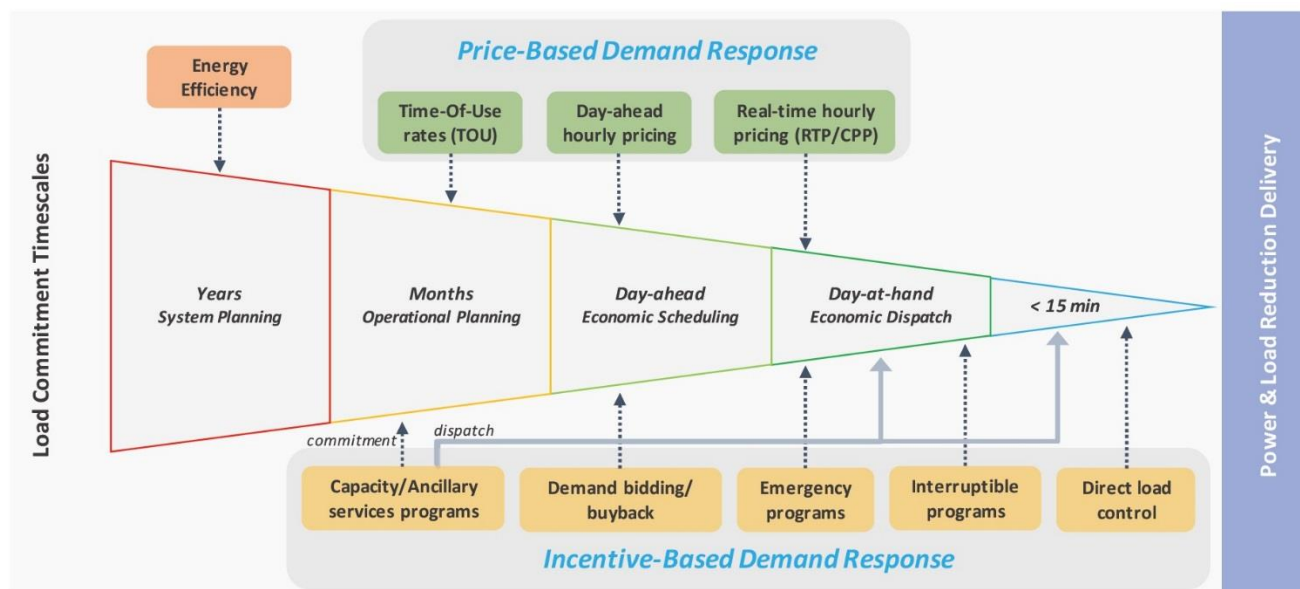 Price-Based Demand Response
Energy
Efficiency
Time-Of-Use
rates (TOU)
Day-ahead
hourly pricing
Real-time hourly
pricing (RTP/CPP)
Load Commitment Timescales
Years
System Planning
Months
Operational Planning
Day-ahead
Economic Scheduling
Day-at-hand
Economic Dispatch
< 15 min
Power & Load Reduction Delivery
commitment
dispatch
Capacity/Ancillary
services programs
Demand bidding/
buyback
Emergency
programs
Interruptible
programs
Direct load
control
Incentive-Based Demand Response